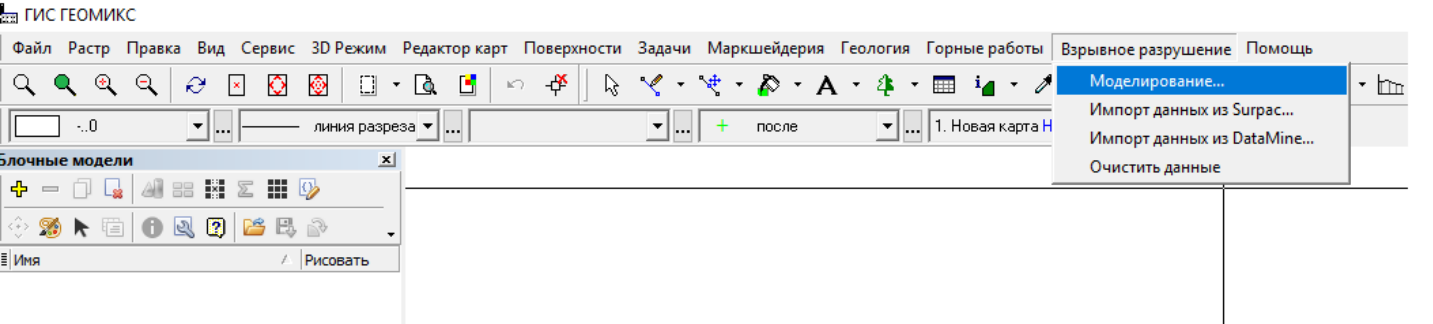 ГИС ГЕОМИКС
Файл Растр Правка Вид Сервис 3D Режим Редактор карт Поверхности Задачи Маркшейдерия Геология Горные работы Взрывное разрушение Помощь
Моделирование...
Импорт данных из Surpac...
Импорт данных из DataMine...
Очистить данные
-..0 ... линия разреза ... ... после ... 1. Новая карта Н
Блочные модели
Имя Рисовать